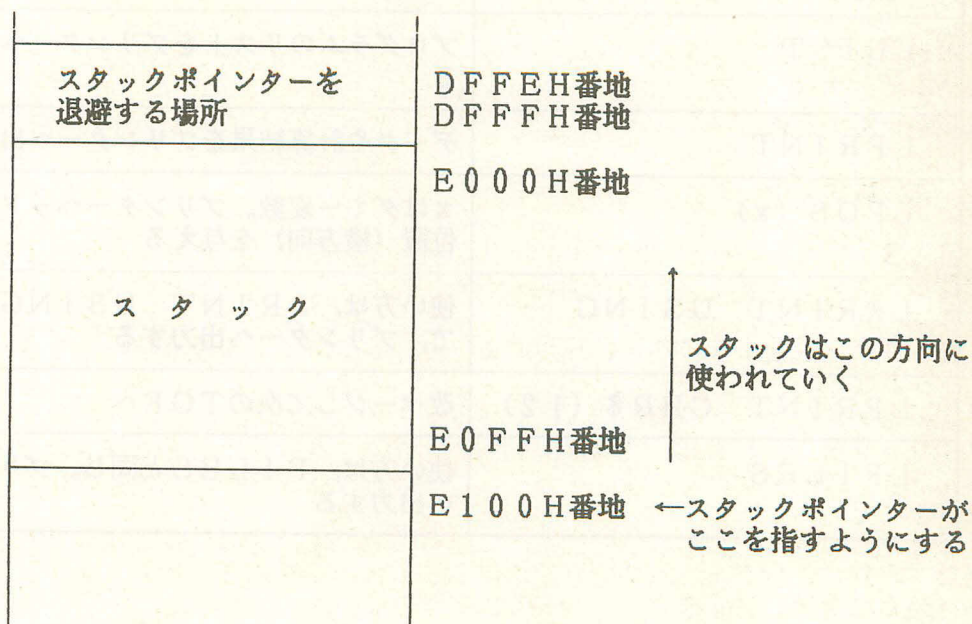 スタックポインターを
退避する場所
DFFEH番地
DFFFH番地
E000H番地
スタック
スタックはこの方向に
使われていく
E0FFH番地
E100H番地 ←スタックポインターが
ここを指すようにする